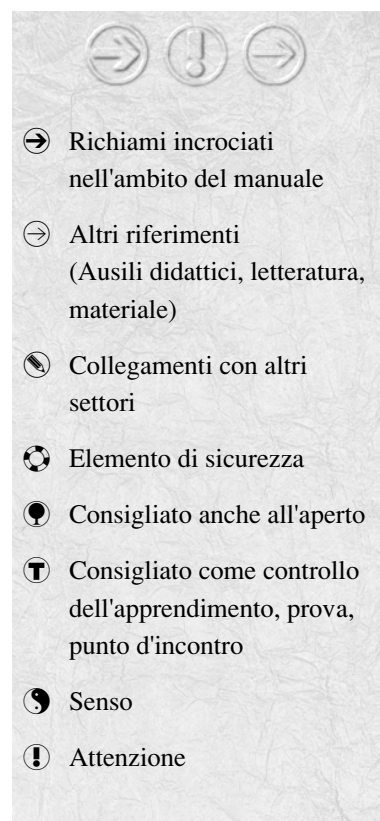 Richiami incrociati
nell'ambito del manuale
Altri riferimenti
(Ausili didattici, letteratura,
materiale)
Collegamenti con altri
settori
Elemento di sicurezza
Consigliato anche all'aperto
T Consigliato come controllo
dell'apprendimento, prova,
punto d'incontro
Senso
! Attenzione